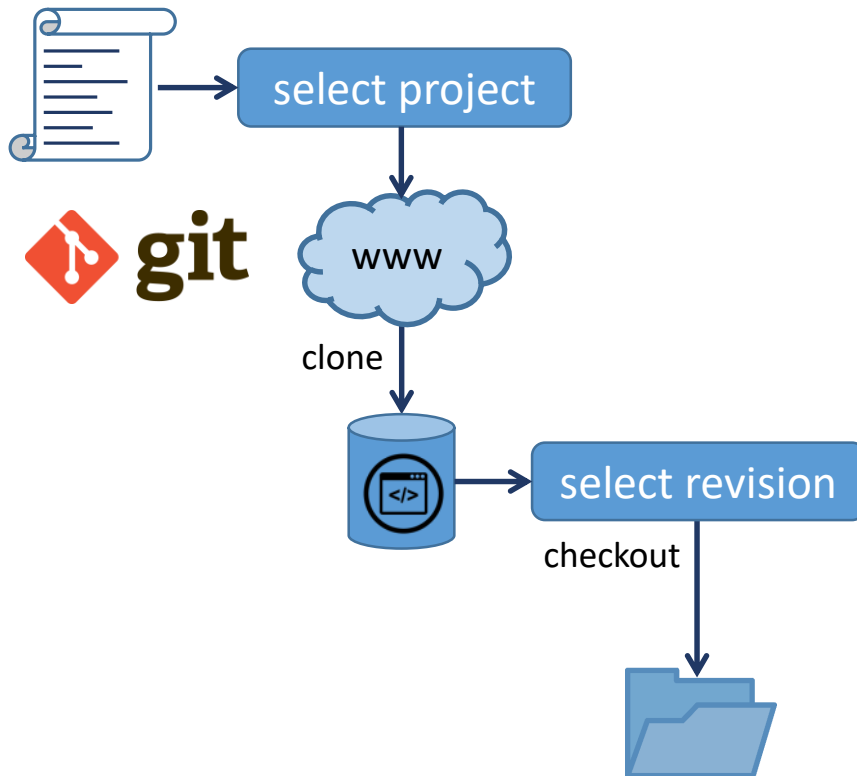 select project
git
www
clone
</>
select revision
checkout